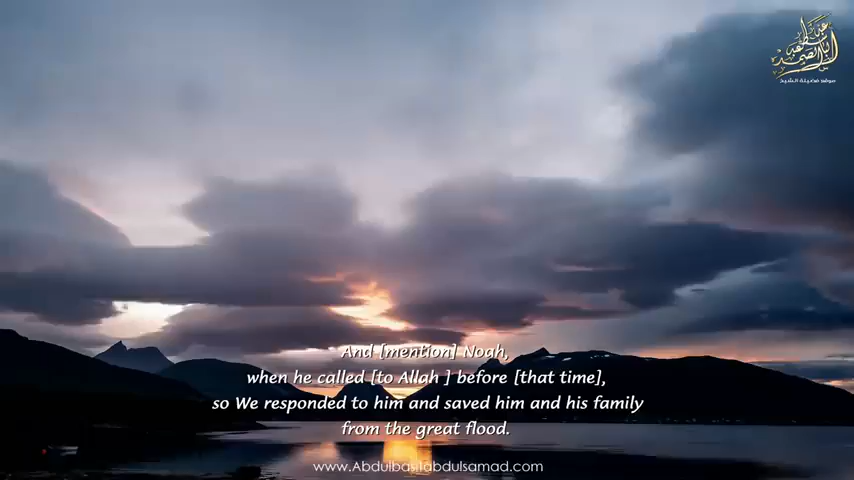 And [mention] Noah,
when he called [to Allah ] before [that time],
so We responded to him and saved him and his family
from the great flood.
www.Abdulbasitabdulsamad.com